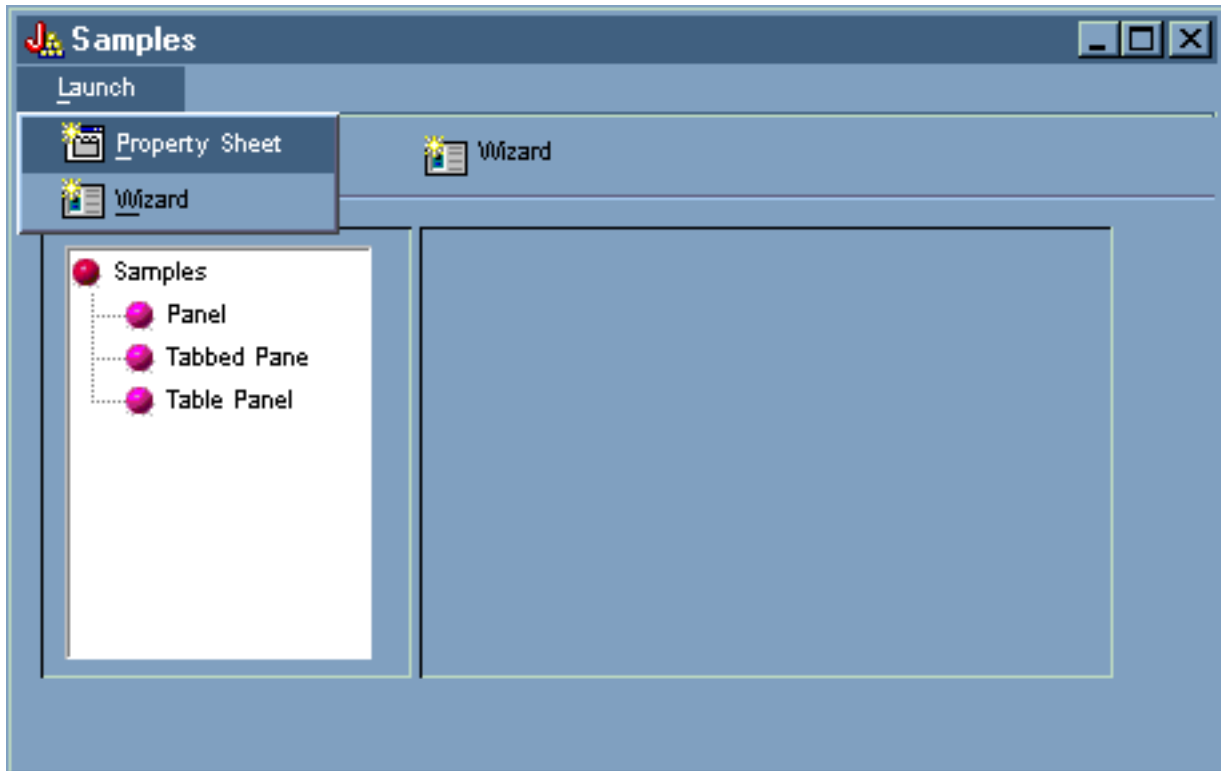 Samples
Launch
Property Sheet
Wizard
Wizard
Samples
Panel
Tabbed Pane
Table Panel